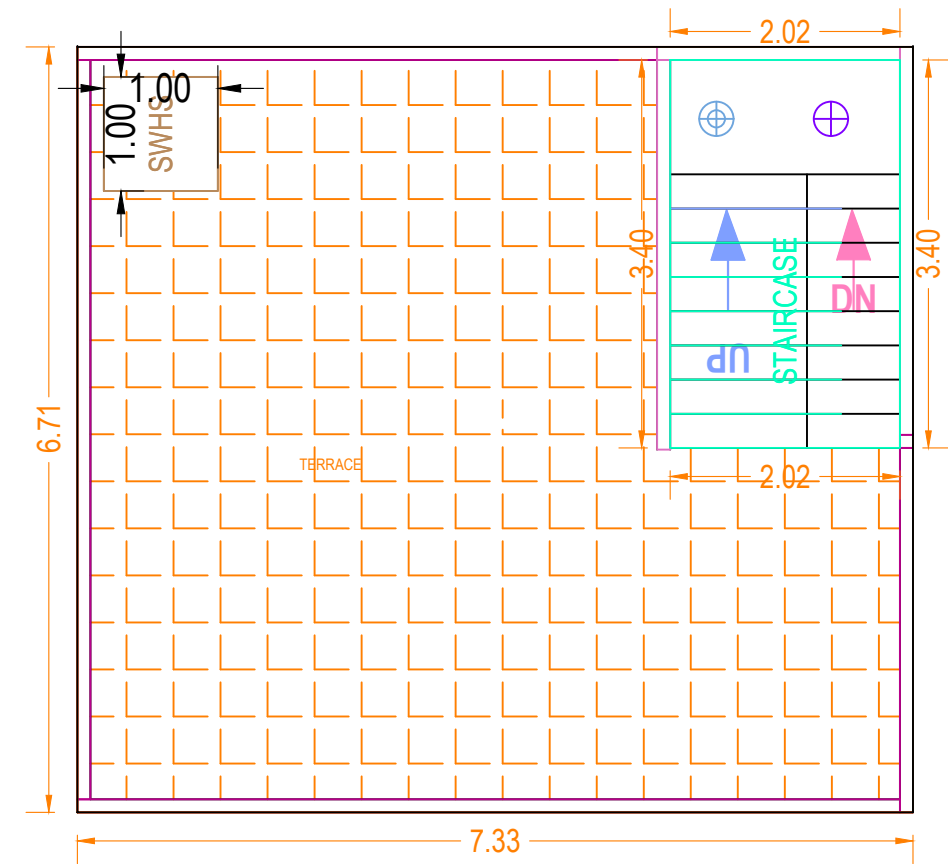 2.02
1.00
1.00
SWHS
3.40
3.40
STAIRCASE
DN
UP
6.71
TERRACE
2.02
7.33